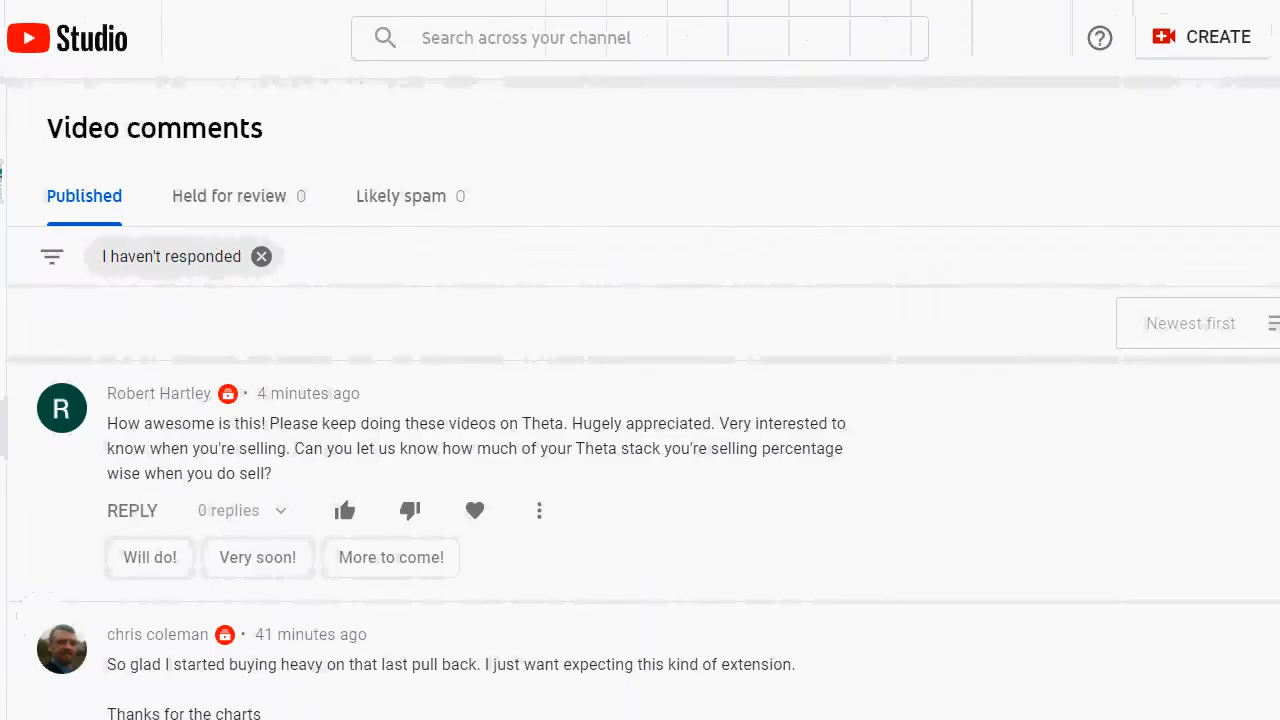 Studio
Search across your channel
CREATE
Video comments
Published
Held for review 0
Likely spam 0
I haven't responded
Newest first
R
Robert Hartley • 4 minutes ago
How awesome is this! Please keep doing these videos on Theta. Hugely appreciated. Very interested to
know when you're selling. Can you let us know how much of your Theta stack you're selling percentage
wise when you do sell?
REPLY
0 replies
Will do!
Very soon!
More to come!
chris coleman • 41 minutes ago
So glad I started buying heavy on that last pull back. I just want expecting this kind of extension.
Thanks for the charts